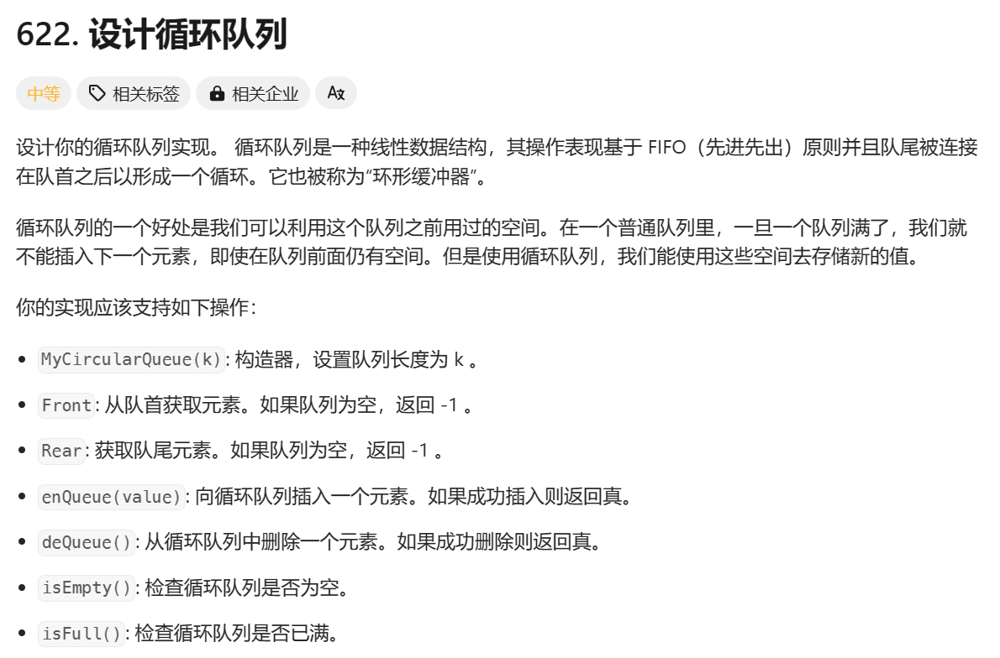 622. 设计循环队列
中等 相关标签 相关企业 A文
设计你的循环队列实现。 循环队列是一种线性数据结构，其操作表现基于 FIFO（先进先出）原则并且队尾被连接
在队首之后以形成一个循环。它也被称为“环形缓冲器”。
循环队列的一个好处是我们可以利用这个队列之前用过的空间。在一个普通队列里，一旦一个队列满了，我们就
不能插入下一个元素，即使在队列前面仍有空间。但是使用循环队列，我们能使用这些空间去存储新的值。
你的实现应该支持如下操作：
• MyCircularQueue(k): 构造器，设置队列长度为 k 。
• Front: 从队首获取元素。如果队列为空，返回 -1 。
• Rear: 获取队尾元素。如果队列为空，返回 -1 。
• enQueue(value): 向循环队列插入一个元素。如果成功插入则返回真。
• deQueue(): 从循环队列中删除一个元素。如果成功删除则返回真。
• isEmpty(): 检查循环队列是否为空。
• isFull(): 检查循环队列是否已满。